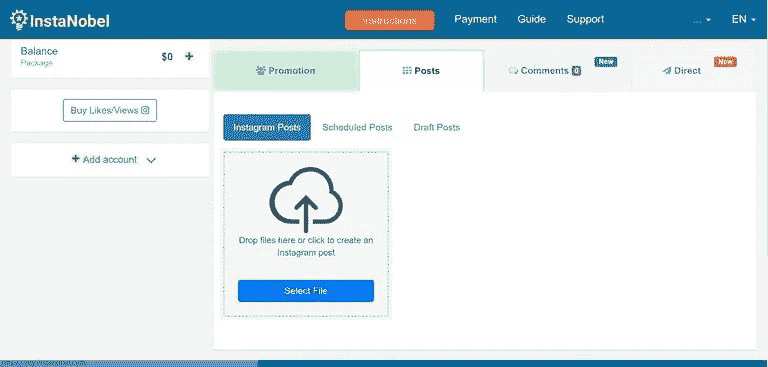 InstaNobel
Instructions
Payment
Guide
Support
...
EN
Balance
Package
$0 +
Promotion
Posts
Comments 0
New
Direct
New
Buy Likes/Views
+ Add account
Instagram Posts
Scheduled Posts
Draft Posts
Drop files here or click to create an
Instagram post
Select File